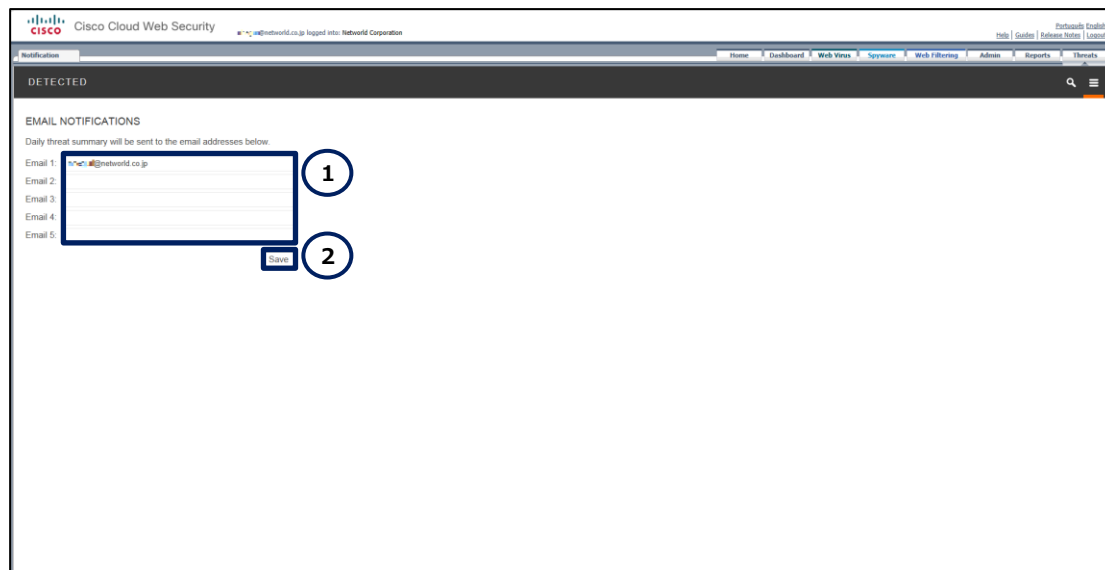 CISCO Cisco Cloud Web Security @networld.co.jp logged into: Networld Corporation
Português English
Help | Guides | Release Notes | Logout
Notification Home Dashboard Web Virus Spyware Web Filtering Admin Reports Threats
DETECTED
EMAIL NOTIFICATIONS
Daily threat summary will be sent to the email addresses below.
Email 1: @networld.co.jp
1
Email 2:
Email 3:
Email 4:
Email 5:
Save
2